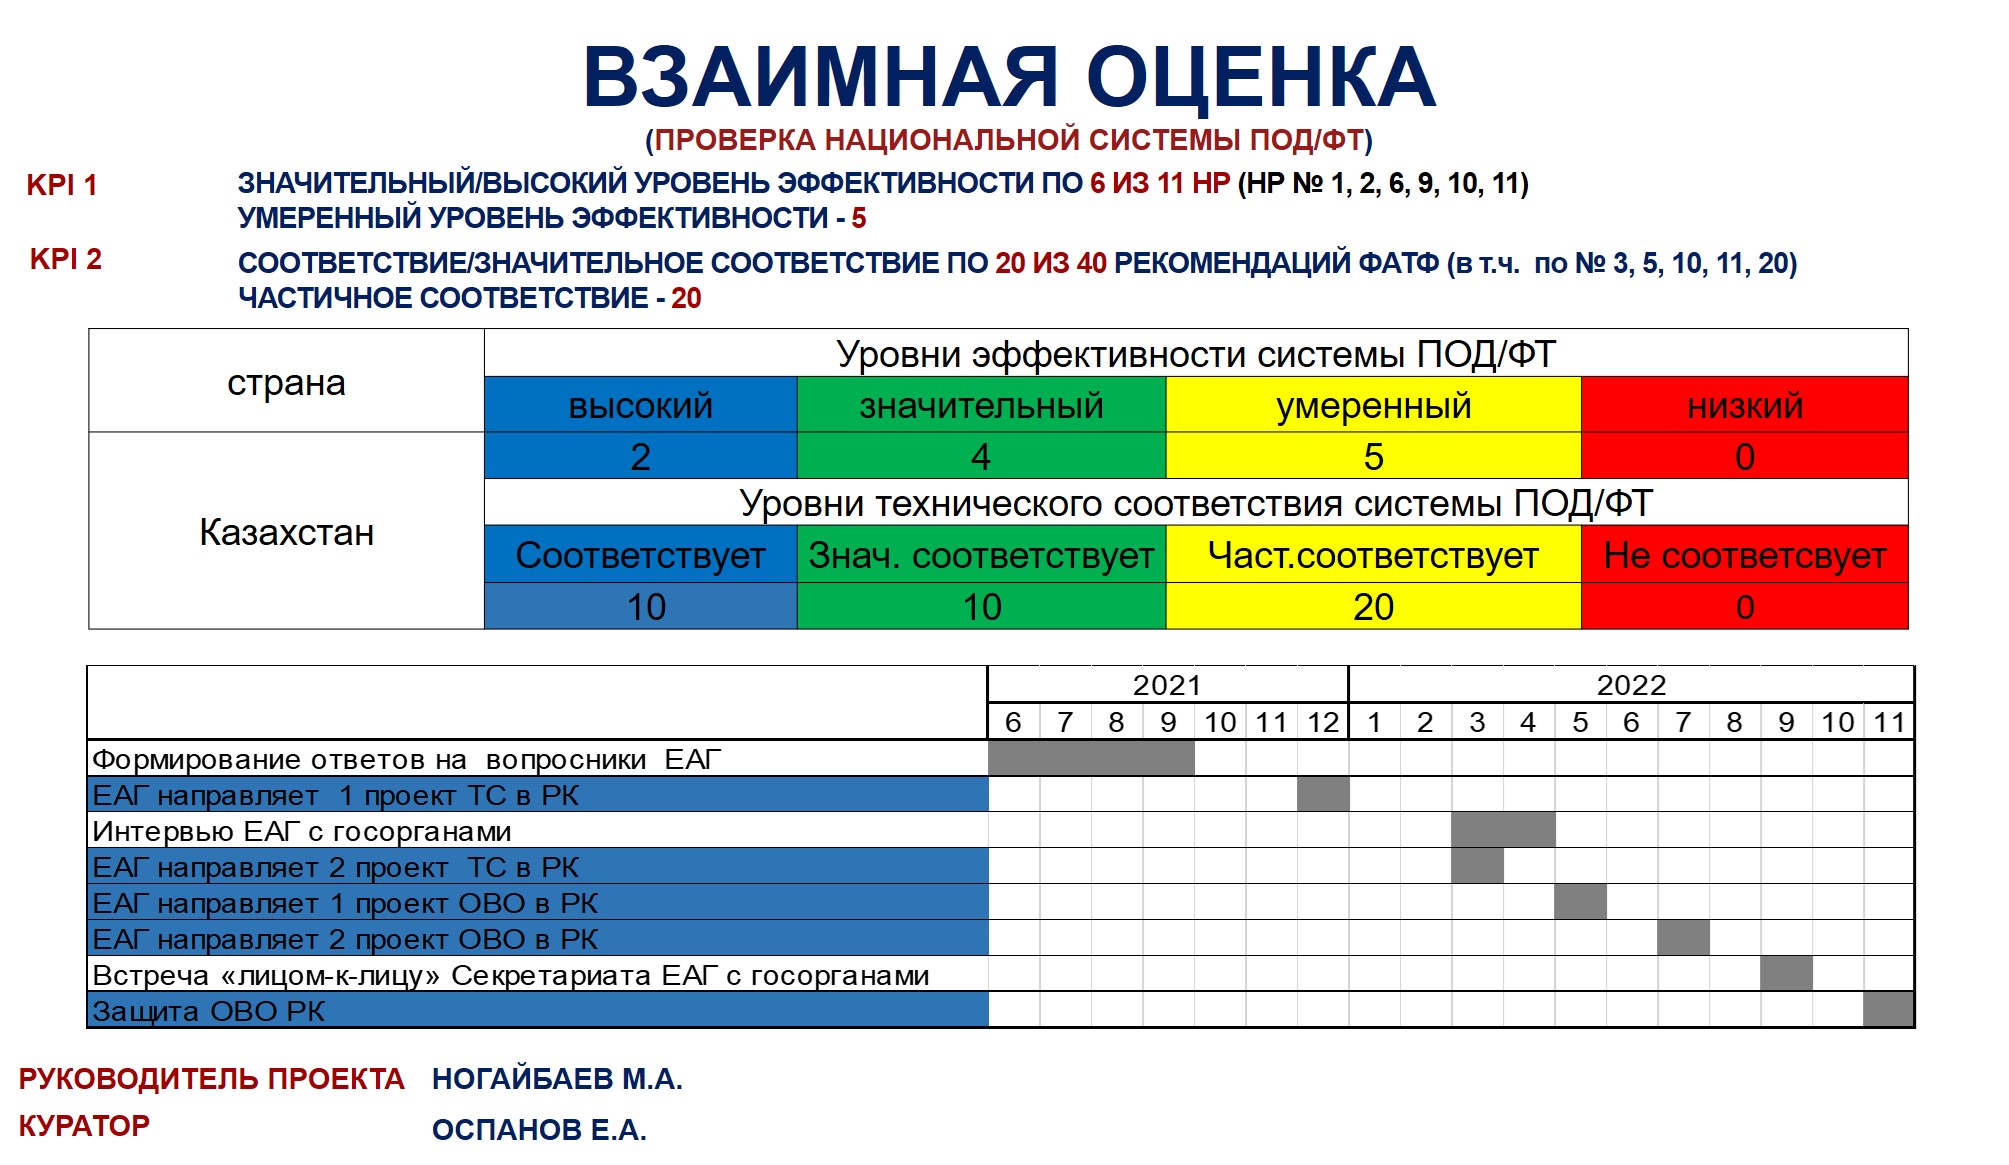 ВЗАИМНАЯ ОЦЕНКА
(ПРОВЕРКА НАЦИОНАЛЬНОЙ СИСТЕМЫ ПОД/ФТ)
KPI 1 ЗНАЧИТЕЛЬНЫЙ/ВЫСОКИЙ УРОВЕНЬ ЭФФЕКТИВНОСТИ ПО 6 ИЗ 11 НР (НР № 1, 2, 6, 9, 10, 11)
УМЕРЕННЫЙ УРОВЕНЬ ЭФФЕКТИВНОСТИ - 5
KPI 2 СООТВЕТСТВИЕ/ЗНАЧИТЕЛЬНОЕ СООТВЕТСТВИЕ ПО 20 ИЗ 40 РЕКОМЕНДАЦИЙ ФАТФ (в т.ч. по № 3, 5, 10, 11, 20)
ЧАСТИЧНОЕ СООТВЕТСТВИЕ - 20
страна Уровни эффективности системы ПОД/ФТ
высокий значительный умеренный низкий
Казахстан 2 4 5 0
Уровни технического соответствия системы ПОД/ФТ
Соответствует Знач. соответствует Част.соответствует Не соответсвует
10 10 20 0
2021 2022
6 7 8 9 10 11 12 1 2 3 4 5 6 7 8 9 10 11
Формирование ответов на вопросники ЕАГ
ЕАГ направляет 1 проект ТС в РК
Интервью ЕАГ с госорганами
ЕАГ направляет 2 проект ТС в РК
ЕАГ направляет 1 проект ОВО в РК
ЕАГ направляет 2 проект ОВО в РК
Встреча «лицом-к-лицу» Секретариата ЕАГ с госорганами
Защита ОВО РК
РУКОВОДИТЕЛЬ ПРОЕКТА НОГАЙБАЕВ М.А.
КУРАТОР ОСПАНОВ Е.А.